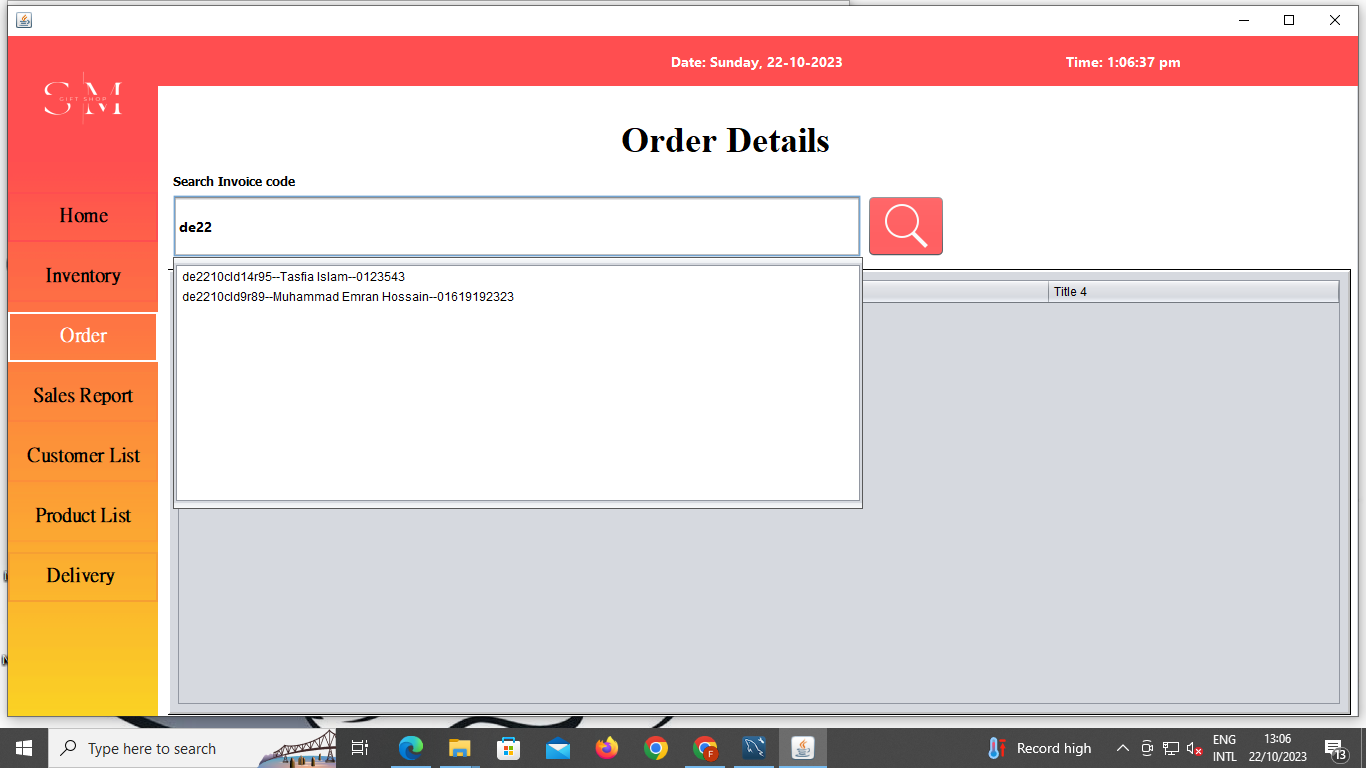 Date: Sunday, 22-10-2023
Time: 1:06:37 pm
SM
GIFT SHOP
Order Details
Search Invoice code
de22
de2210cld14r95--Tasfia Islam--0123543
de2210cld9r89--Muhammad Emran Hossain--01619192323
Title 4
Home
Inventory
Order
Sales Report
Customer List
Product List
Delivery
Type here to search
Record high
ENG
INTL
13:06
22/10/2023
13